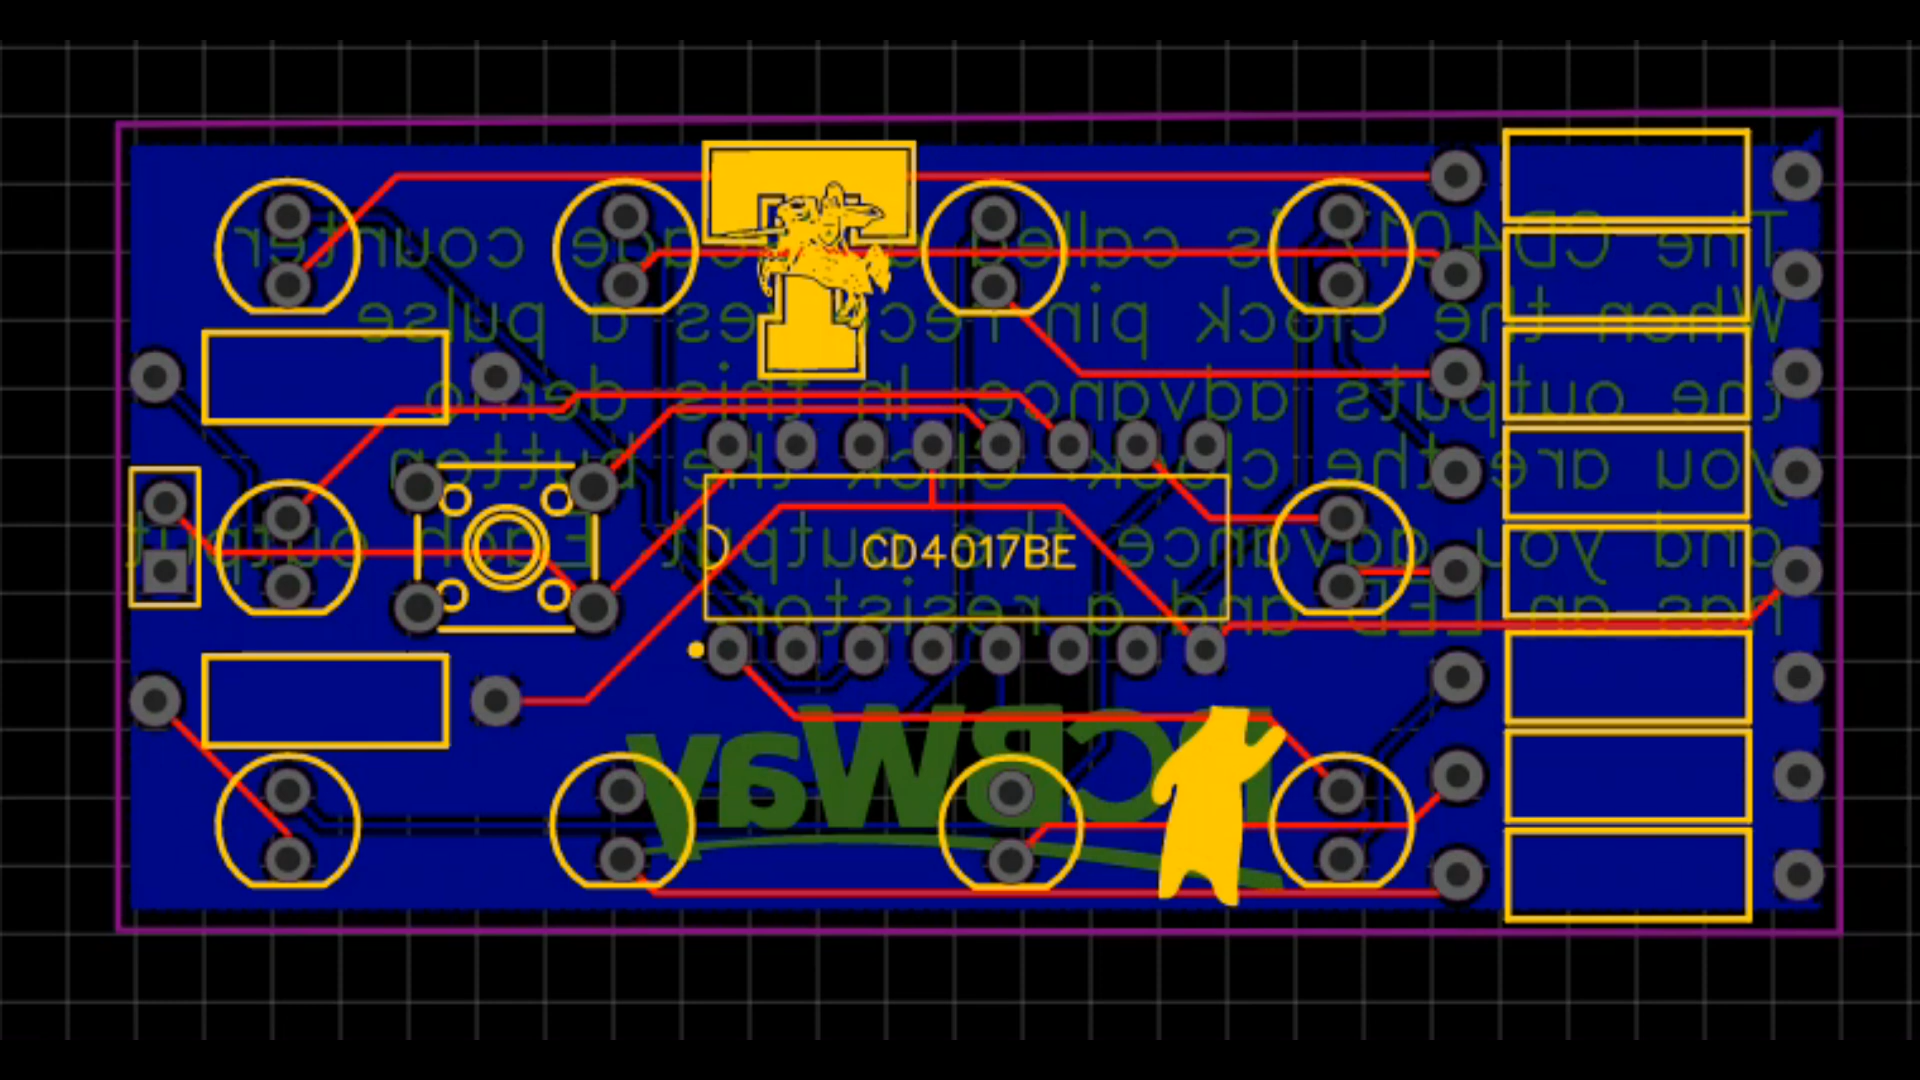 The CD4017 is called a decade counter
When the clock pin receives a pulse
the outputs advance. In this demo
you are the clock. Click the button
CD4017BE
and you advance the output. Each output
has an LED and a resistor
PCBWay